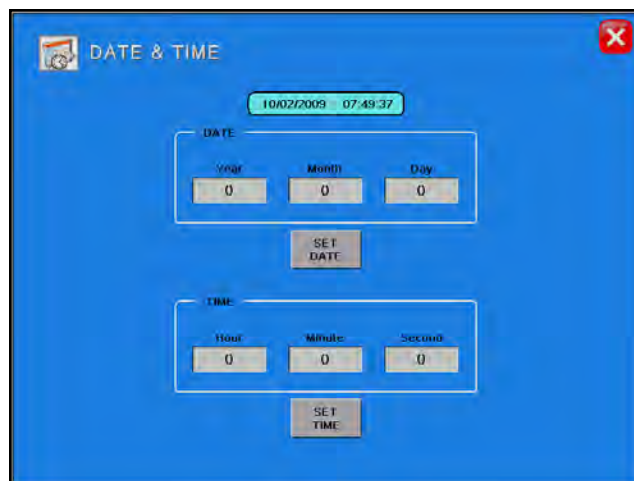 DATE & TIME
10/02/2009 07:49:37
DATE
Year Month Day
0 0 0
SET
DATE
TIME
Hour Minute Second
0 0 0
SET
TIME